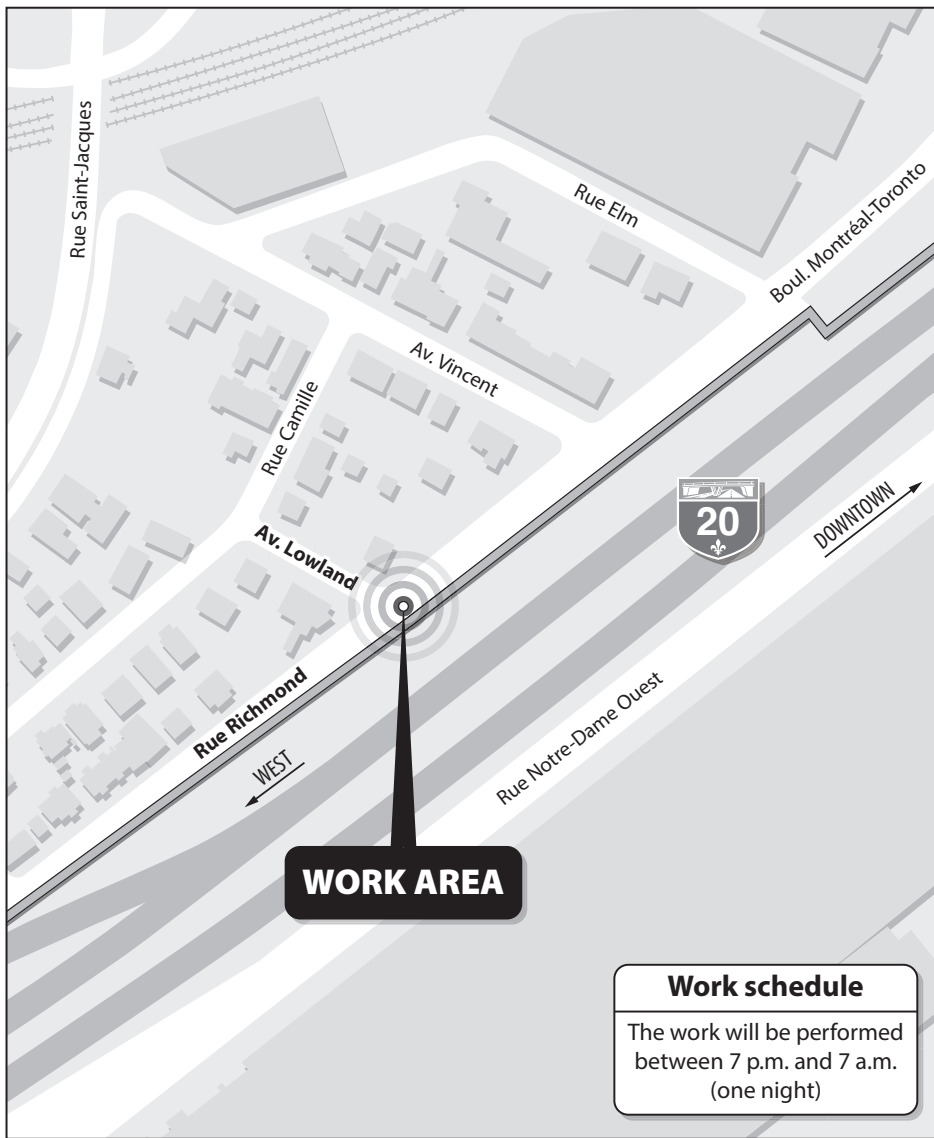 Rue Saint-Jacques
Rue Elm
Boul. Montréal-Toronto
Av. Vincent
Rue Camille
Av. Lowland
20
DOWNTOWN
Rue Richmond
Rue Notre-Dame Ouest
WEST
WORK AREA
Work schedule
The work will be performed
between 7 p.m. and 7 a.m.
(one night)